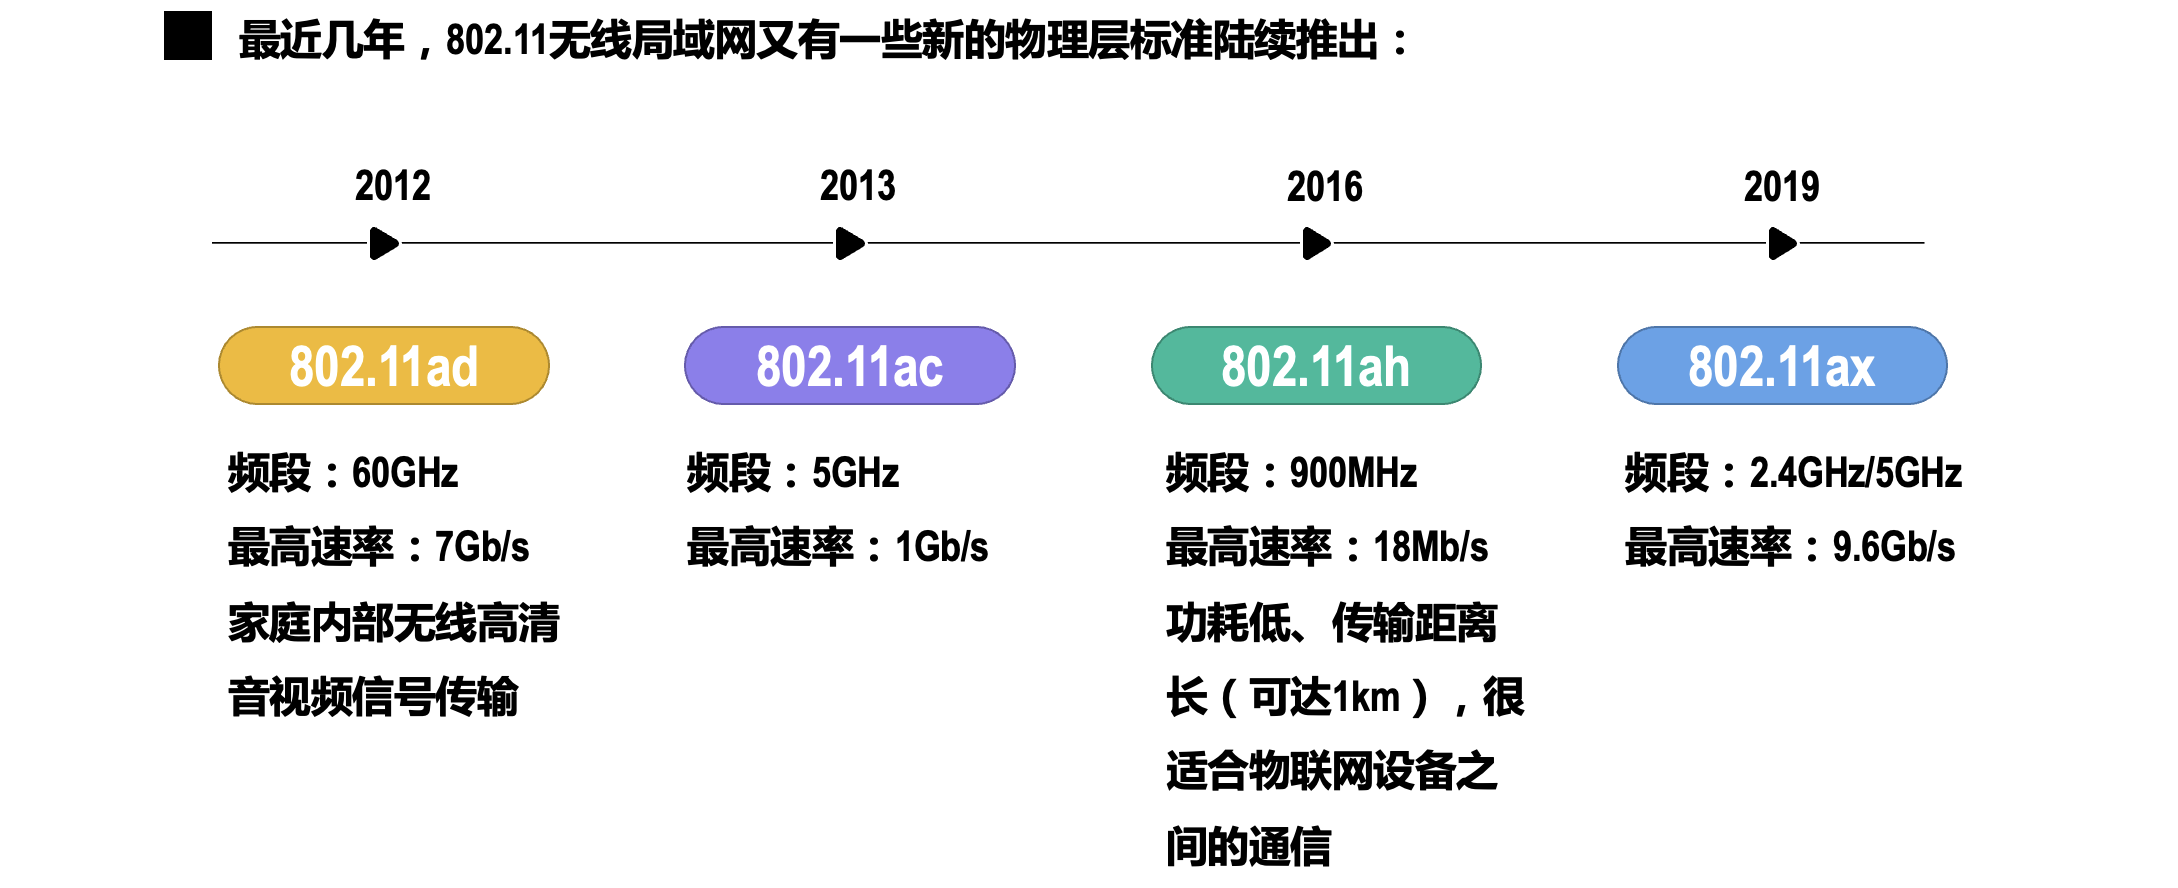 最近几年，802.11无线局域网又有一些新的物理层标准陆续推出：
2012
2013
2016
2019
802.11ad
802.11ac
802.11ah
802.11ax
频段：60GHz
最高速率：7Gb/s
家庭内部无线高清
音视频信号传输
频段：5GHz
最高速率：1Gb/s
频段：900MHz
最高速率：18Mb/s
功耗低、传输距离
长（可达1km），很
适合物联网设备之
间的通信
频段：2.4GHz/5GHz
最高速率：9.6Gb/s